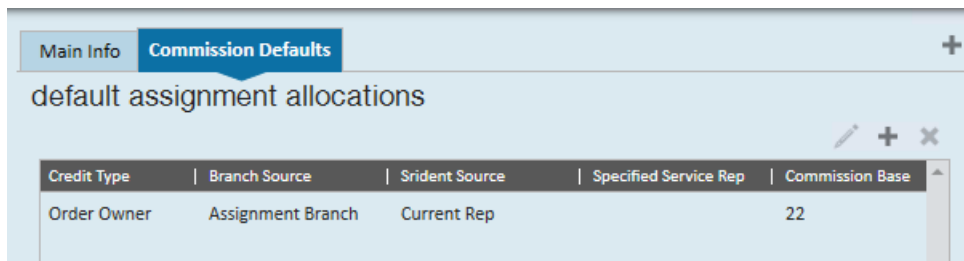 Main Info Commission Defaults
default assignment allocations
Credit Type Branch Source Srident Source Specified Service Rep Commission Base
Order Owner Assignment Branch Current Rep 22